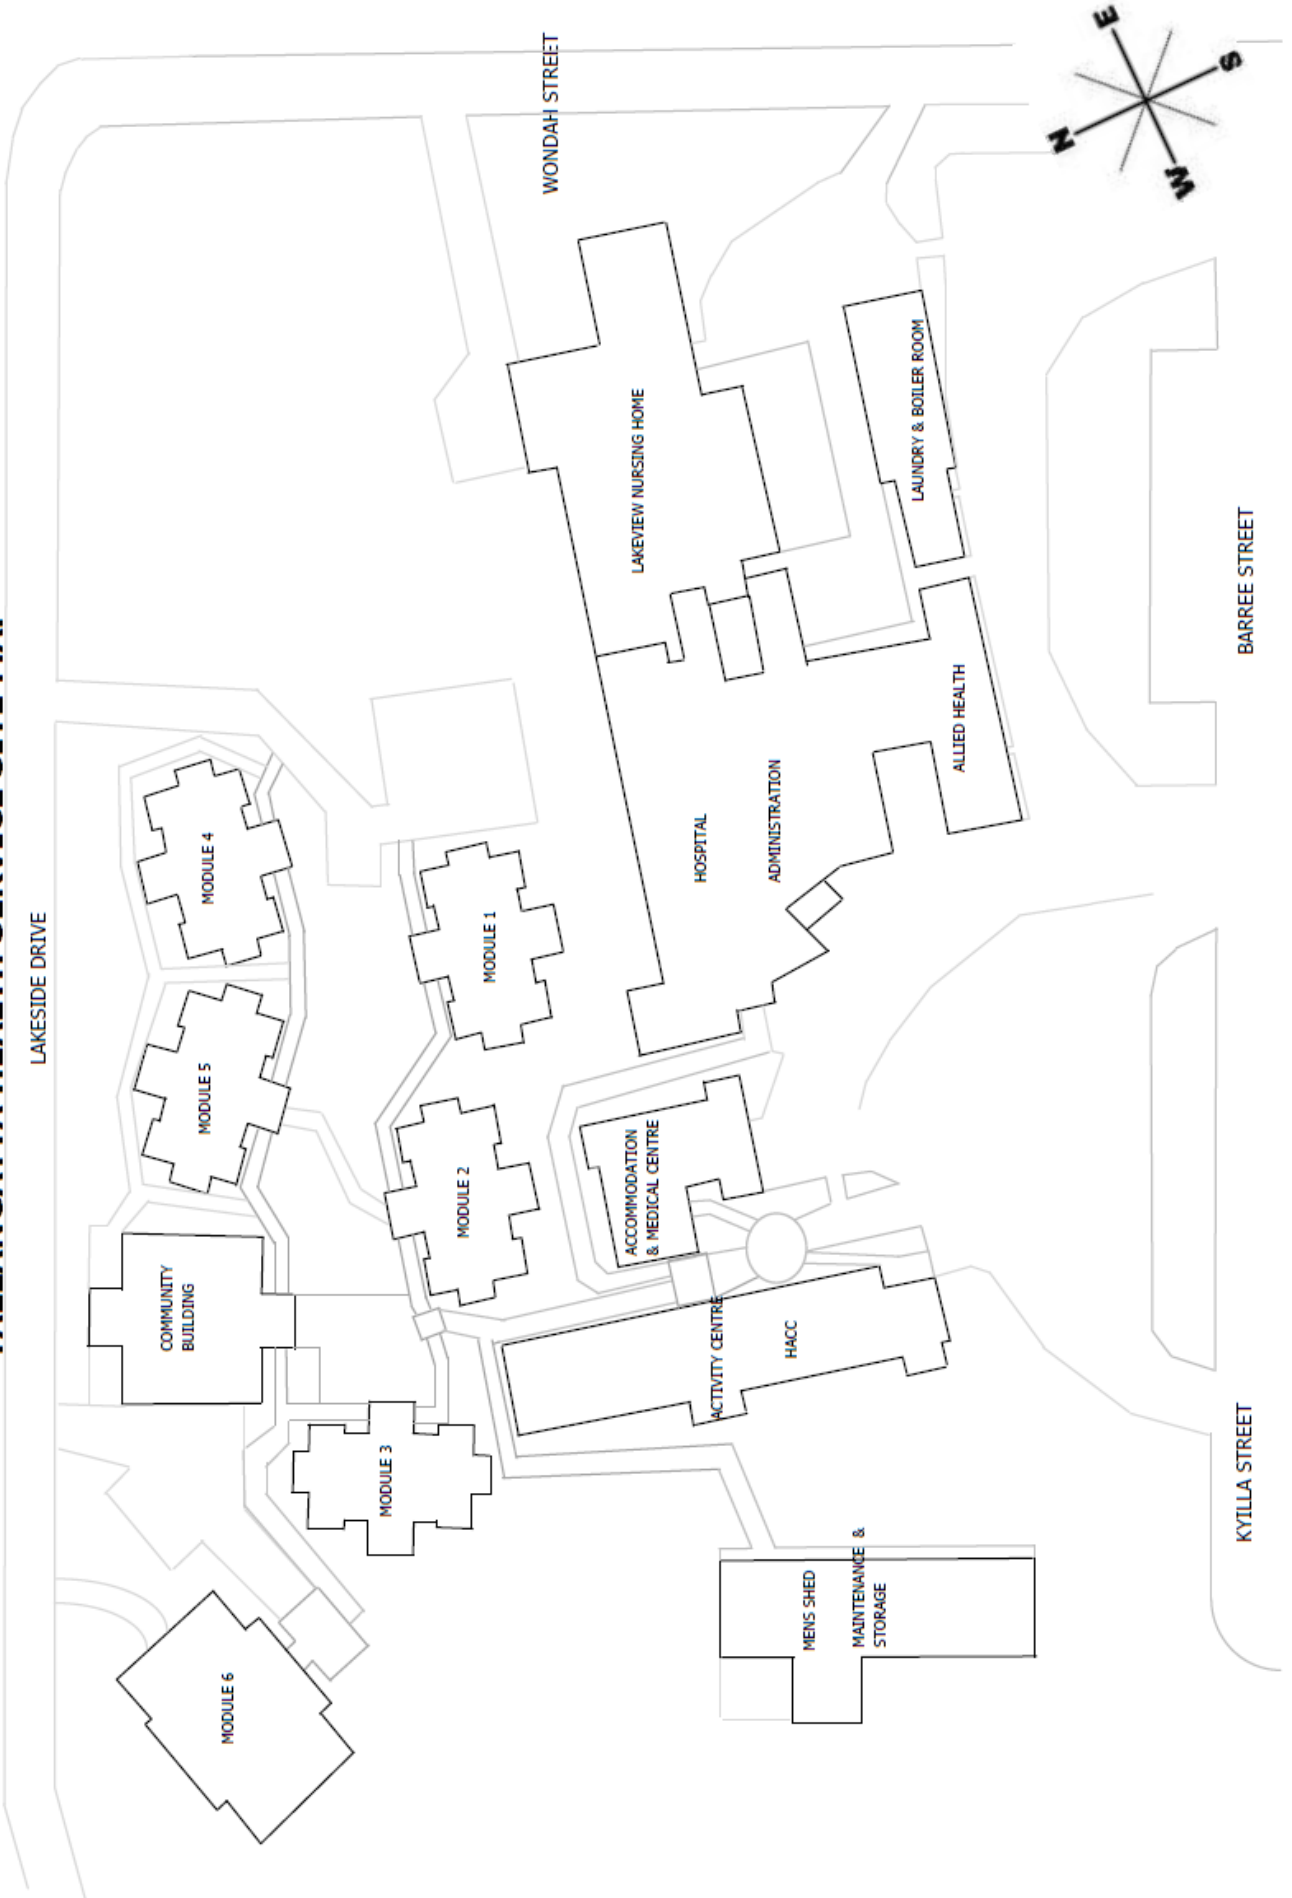 LAKESIDE DRIVE
MODULE 6
COMMUNITY
BUILDING
MODULE 5
MODULE 4
MODULE 3
MODULE 2
MODULE 1
WONDAH STREET
ACCOMMODATION
& MEDICAL CENTRE
LAKEVIEW NURSING HOME
HOSPITAL
ADMINISTRATION
ACTIVITY CENTRE
HACC
MENS SHED
MAINTENANCE &
STORAGE
LAUNDRY & BOILER ROOM
ALLIED HEALTH
N
E
S
W
KYILLA STREET
BARREE STREET